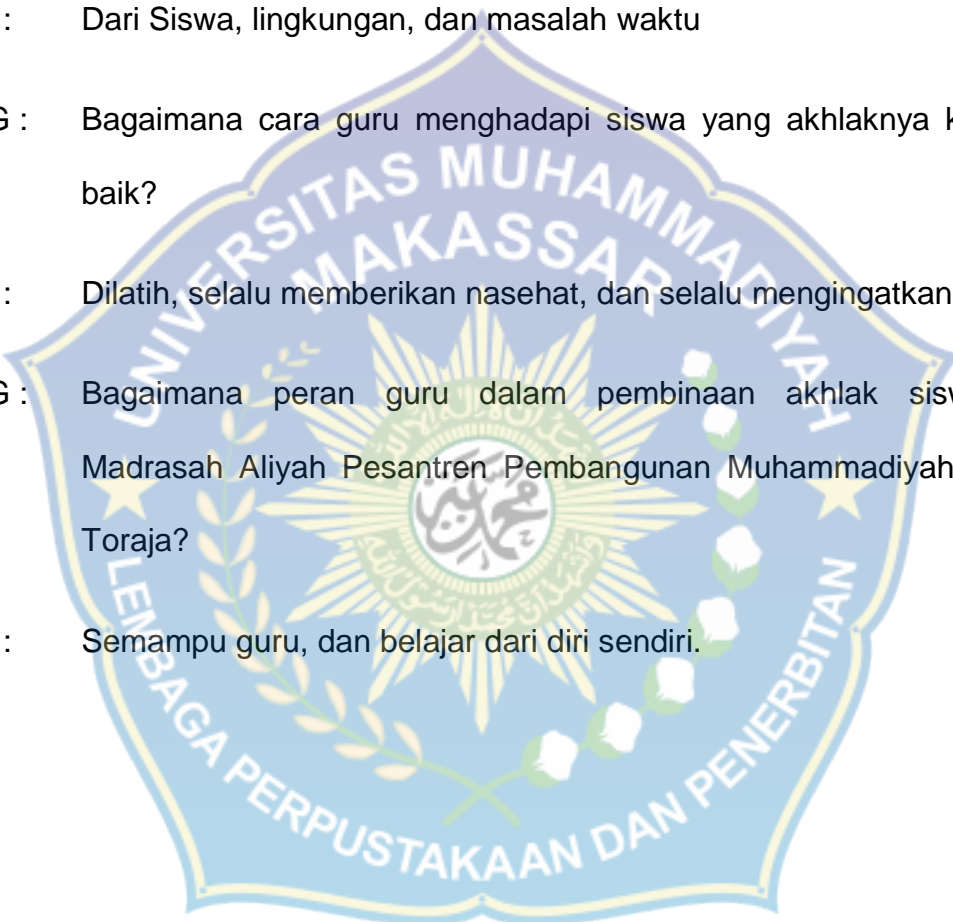 : Dari Siswa, lingkungan, dan masalah waktu
G : Bagaimana cara guru menghadapi siswa yang akhlaknya k
baik?
: Dilatih, selalu memberikan nasehat, dan selalu mengingatkan
G : Bagaimana peran guru dalam pembinaan akhlak sisw
Madrasah Aliyah Pesantren Pembangunan Muhammadiyah
Toraja?
: Semampu guru, dan belajar dari diri sendiri.
UNIVERSITAS MUHAMMADIYAH
MAKASSAR
LEMBAGA PERPUSTAKAAN DAN PENERBITAN